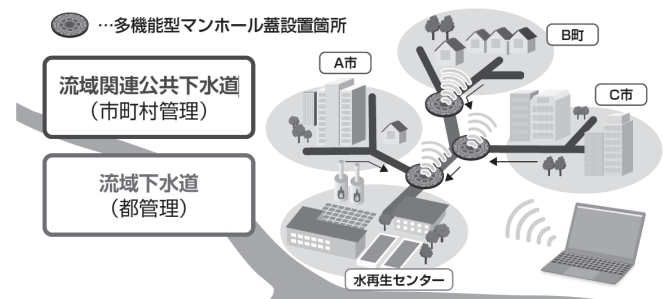 …多機能型マンホール蓋設置箇所
流域関連公共下水道
（市町村管理）
流域下水道
（都管理）
A市
B町
C市
水再生センター